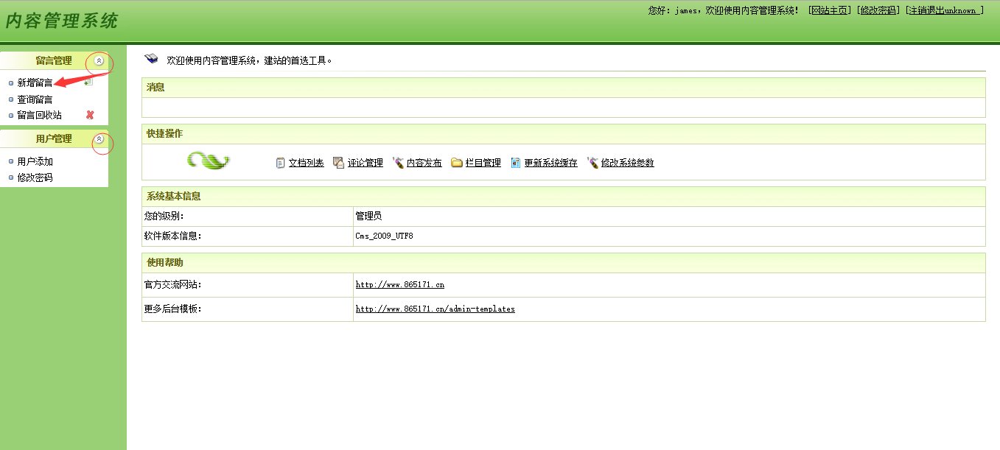 内容管理系统
您好：james，欢迎使用内容管理系统！ [网站主页] [修改密码] [注销退出unknown ]
留言管理
新增留言
查询留言
留言回收站
用户管理
用户添加
修改密码
欢迎使用内容管理系统，建站的首选工具。
消息
快捷操作
文档列表 评论管理 内容发布 栏目管理 更新系统缓存 修改系统参数
系统基本信息
您的级别： 管理员
软件版本信息： Cms_2009_UTF8
使用帮助
官方交流网站： http://www.865171.cn
更多后台模板： http://www.865171.cn/admin-templates